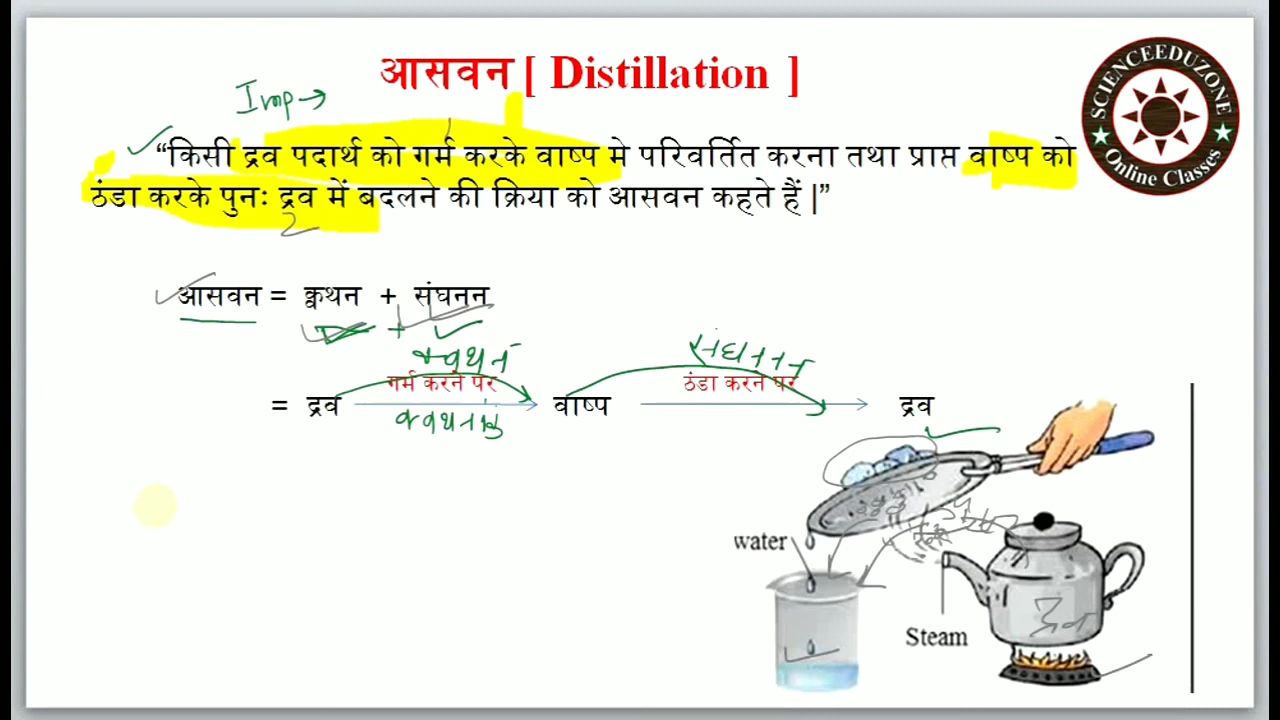 आसवन [ Distillation ]
Imp →
“किसी द्रव पदार्थ को गर्म करके वाष्प मे परिवर्तित करना तथा प्राप्त वाष्प को
ठंडा करके पुनः द्रव में बदलने की क्रिया को आसवन कहते हैं |”
SCIENCEEDUZONE
Online Classes
आसवन = क्वथन + संघनन
क्वथन
संघनन
गर्म करने पर
ठंडा करने पर
= द्रव
वाष्प
द्रव
क्वथनांक
water
Steam